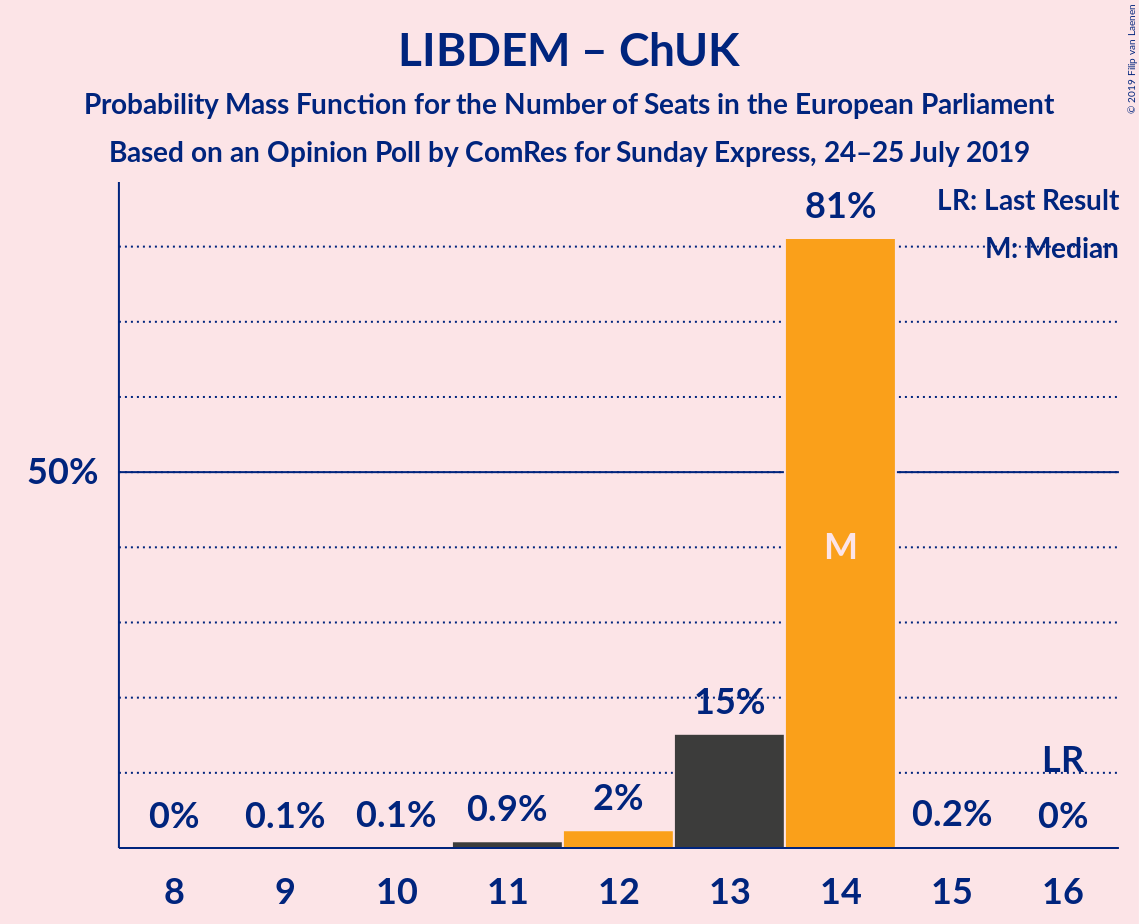 LIBDEM – ChUK
Probability Mass Function for the Number of Seats in the European Parliament
Based on an Opinion Poll by ComRes for Sunday Express, 24–25 July 2019
© 2019 Filip van Laenen
LR: Last Result
M: Median
50%
0% 0.1% 0.1% 0.9% 2% 15% 81% 0.2% 0%
M
LR
8 9 10 11 12 13 14 15 16